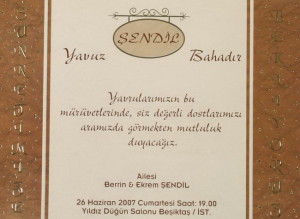 ŞENDİL
Yavuz Bahadır
Yavrularımızın bu
mürüvetlerinde, siz değerli dostlarımızı
aramızda görmekten mutluluk
duyacağız.
Ailesi
Berrin & Ekrem ŞENDİL
26 Haziran 2007 Cumartesi Saat: 19.00
Yıldız Düğün Salonu Beşiktaş / İST.